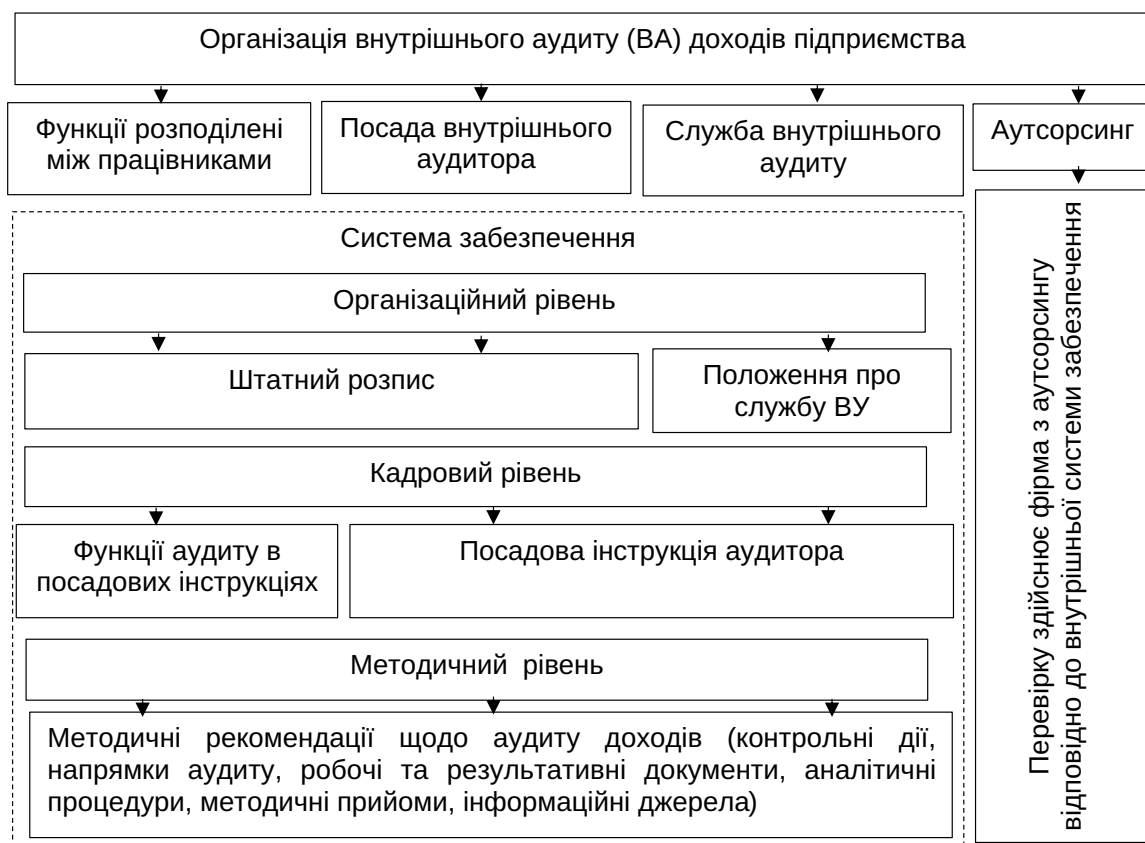 Організація внутрішнього аудиту (ВА) доходів підприємства
Функції розподілені
між працівниками
Посада внутрішнього
аудитора
Служба внутрішнього
аудиту
Аутсорсинг
Система забезпечення
Організаційний рівень
Штатний розпис
Положення про
службу ВУ
Кадровий рівень
Функції аудиту в
посадових інструкціях
Посадова інструкція аудитора
Методичний рівень
Методичні рекомендації щодо аудиту доходів (контрольні дії,
напрямки аудиту, робочі та результативні документи, аналітичні
процедури, методичні прийоми, інформаційні джерела)
Перевірку здійснює фірма з аутсорсингу
відповідно до внутрішньої системи забезпечення